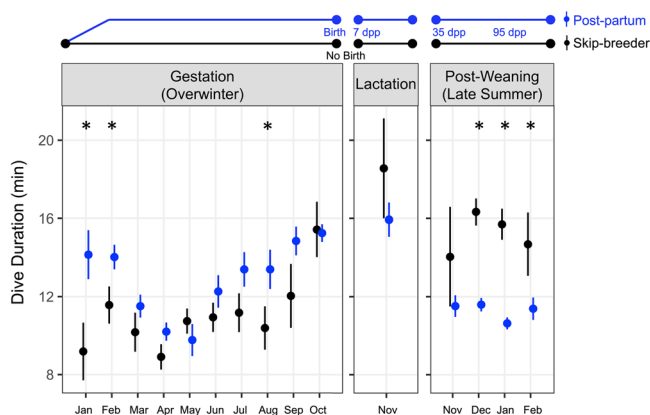 Post-partum
Birth 7 dpp 35 dpp 95 dpp
Skip-breeder
No Birth
Gestation
(Overwinter)
Lactation
Post-Weaning
(Late Summer)
* * * * * *
Dive Duration (min)
20
16
12
8
Jan Feb Mar Apr May Jun Jul Aug Sep Oct Nov Nov Dec Jan Feb